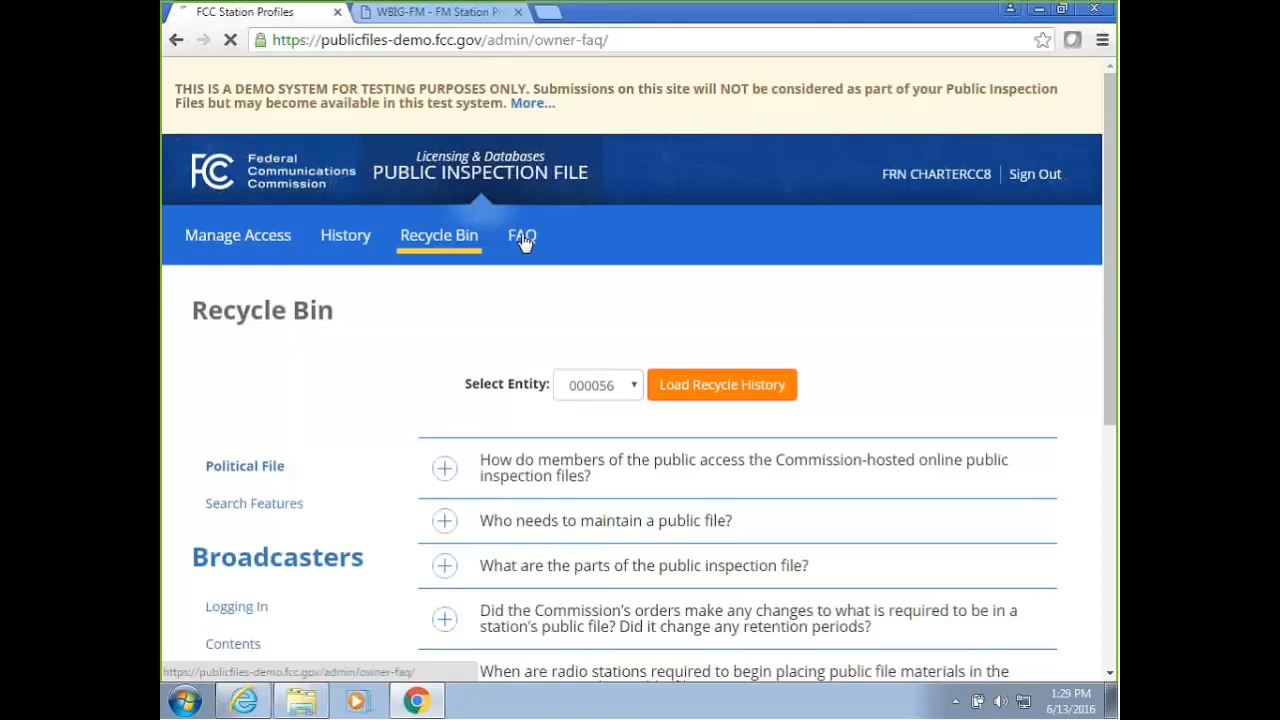 FCC Station Profiles
WBIG-FM - FM Station Pr
https://publicfiles-demo.fcc.gov/admin/owner-faq/
THIS IS A DEMO SYSTEM FOR TESTING PURPOSES ONLY. Submissions on this site will NOT be considered as part of your Public Inspection
Files but may become available in this test system. More...
FCC
Federal
Communications
Commission
Licensing & Databases
PUBLIC INSPECTION FILE
FRN CHARTERCC8
Sign Out
Manage Access
History
Recycle Bin
FAQ
Recycle Bin
Select Entity:
000056
Load Recycle History
Political File
Search Features
Broadcasters
Logging In
Contents
How do members of the public access the Commission-hosted online public
inspection files?
Who needs to maintain a public file?
What are the parts of the public inspection file?
Did the Commission's orders make any changes to what is required to be in a
station's public file? Did it change any retention periods?
When are radio stations required to begin placing public file materials in the
https://publicfiles-demo.fcc.gov/admin/owner-faq/
1:29 PM
6/13/2016